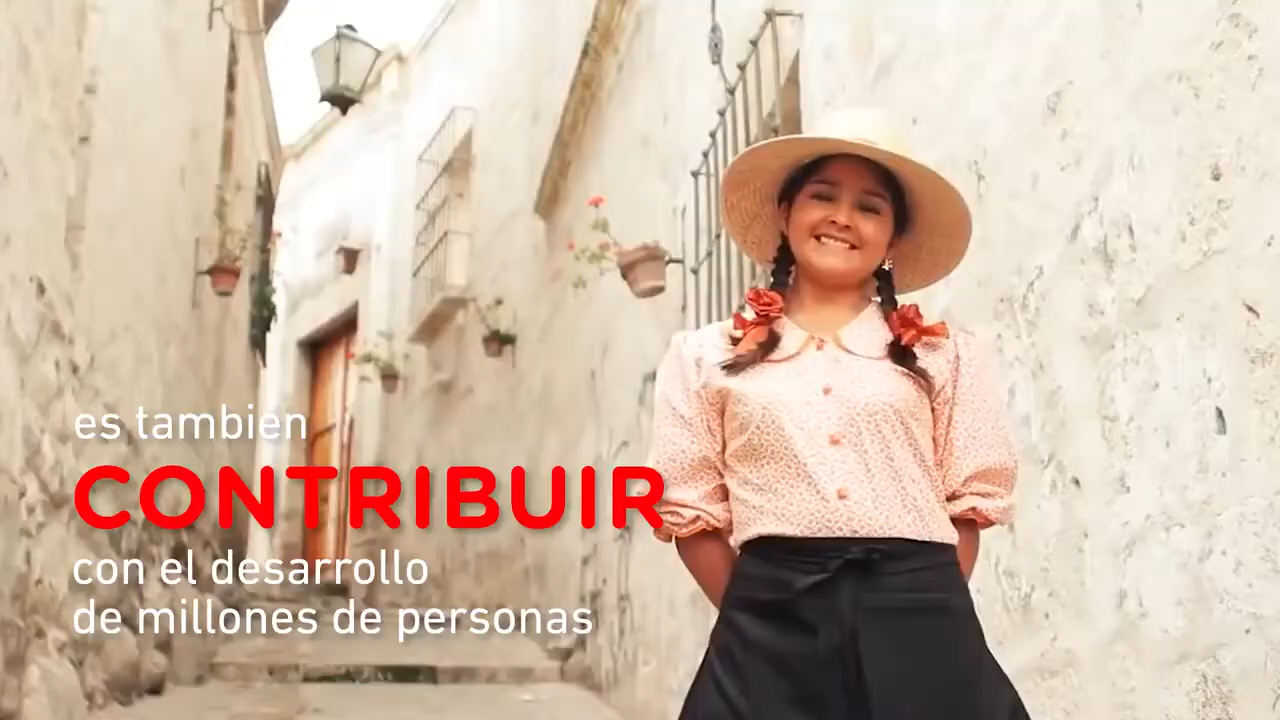 es tambien
CONTRIBUIR
con el desarrollo
de millones de personas